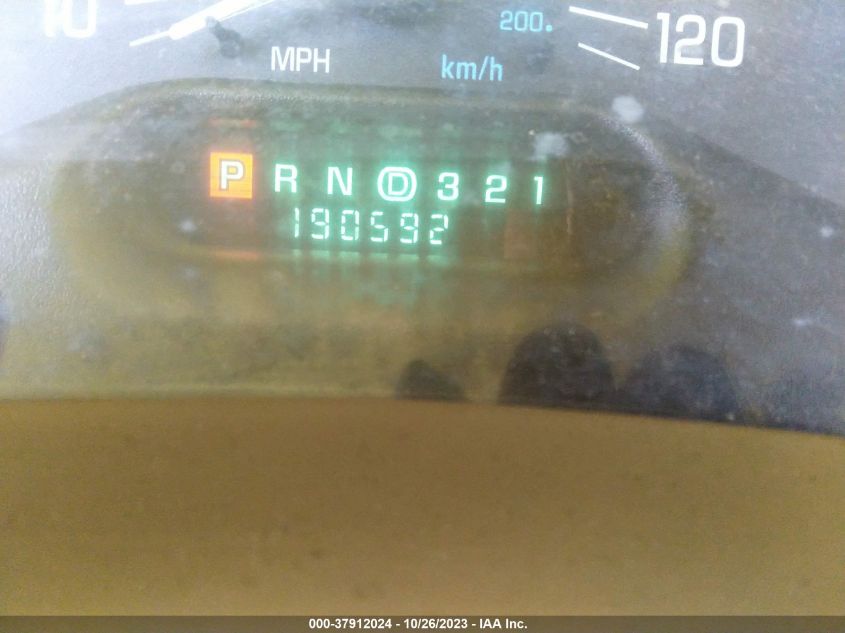 10 200 120
MPH km/h
P R N D 3 2 1
190592
000-37912024 - 10/26/2023 - IAA Inc.